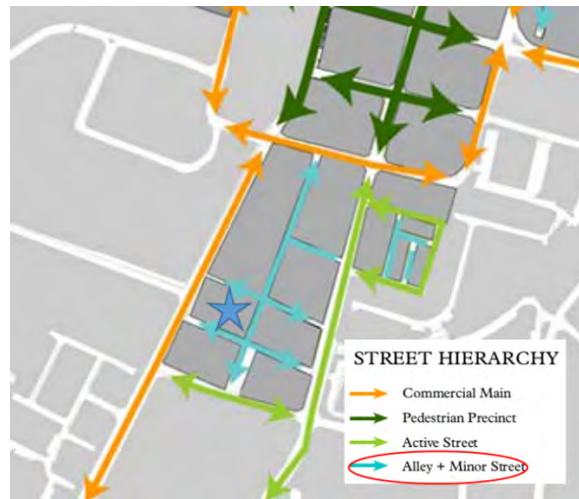 STREET HIERARCHY
Commercial Main
Pedestrian Precinct
Active Street
Alley + Minor Street